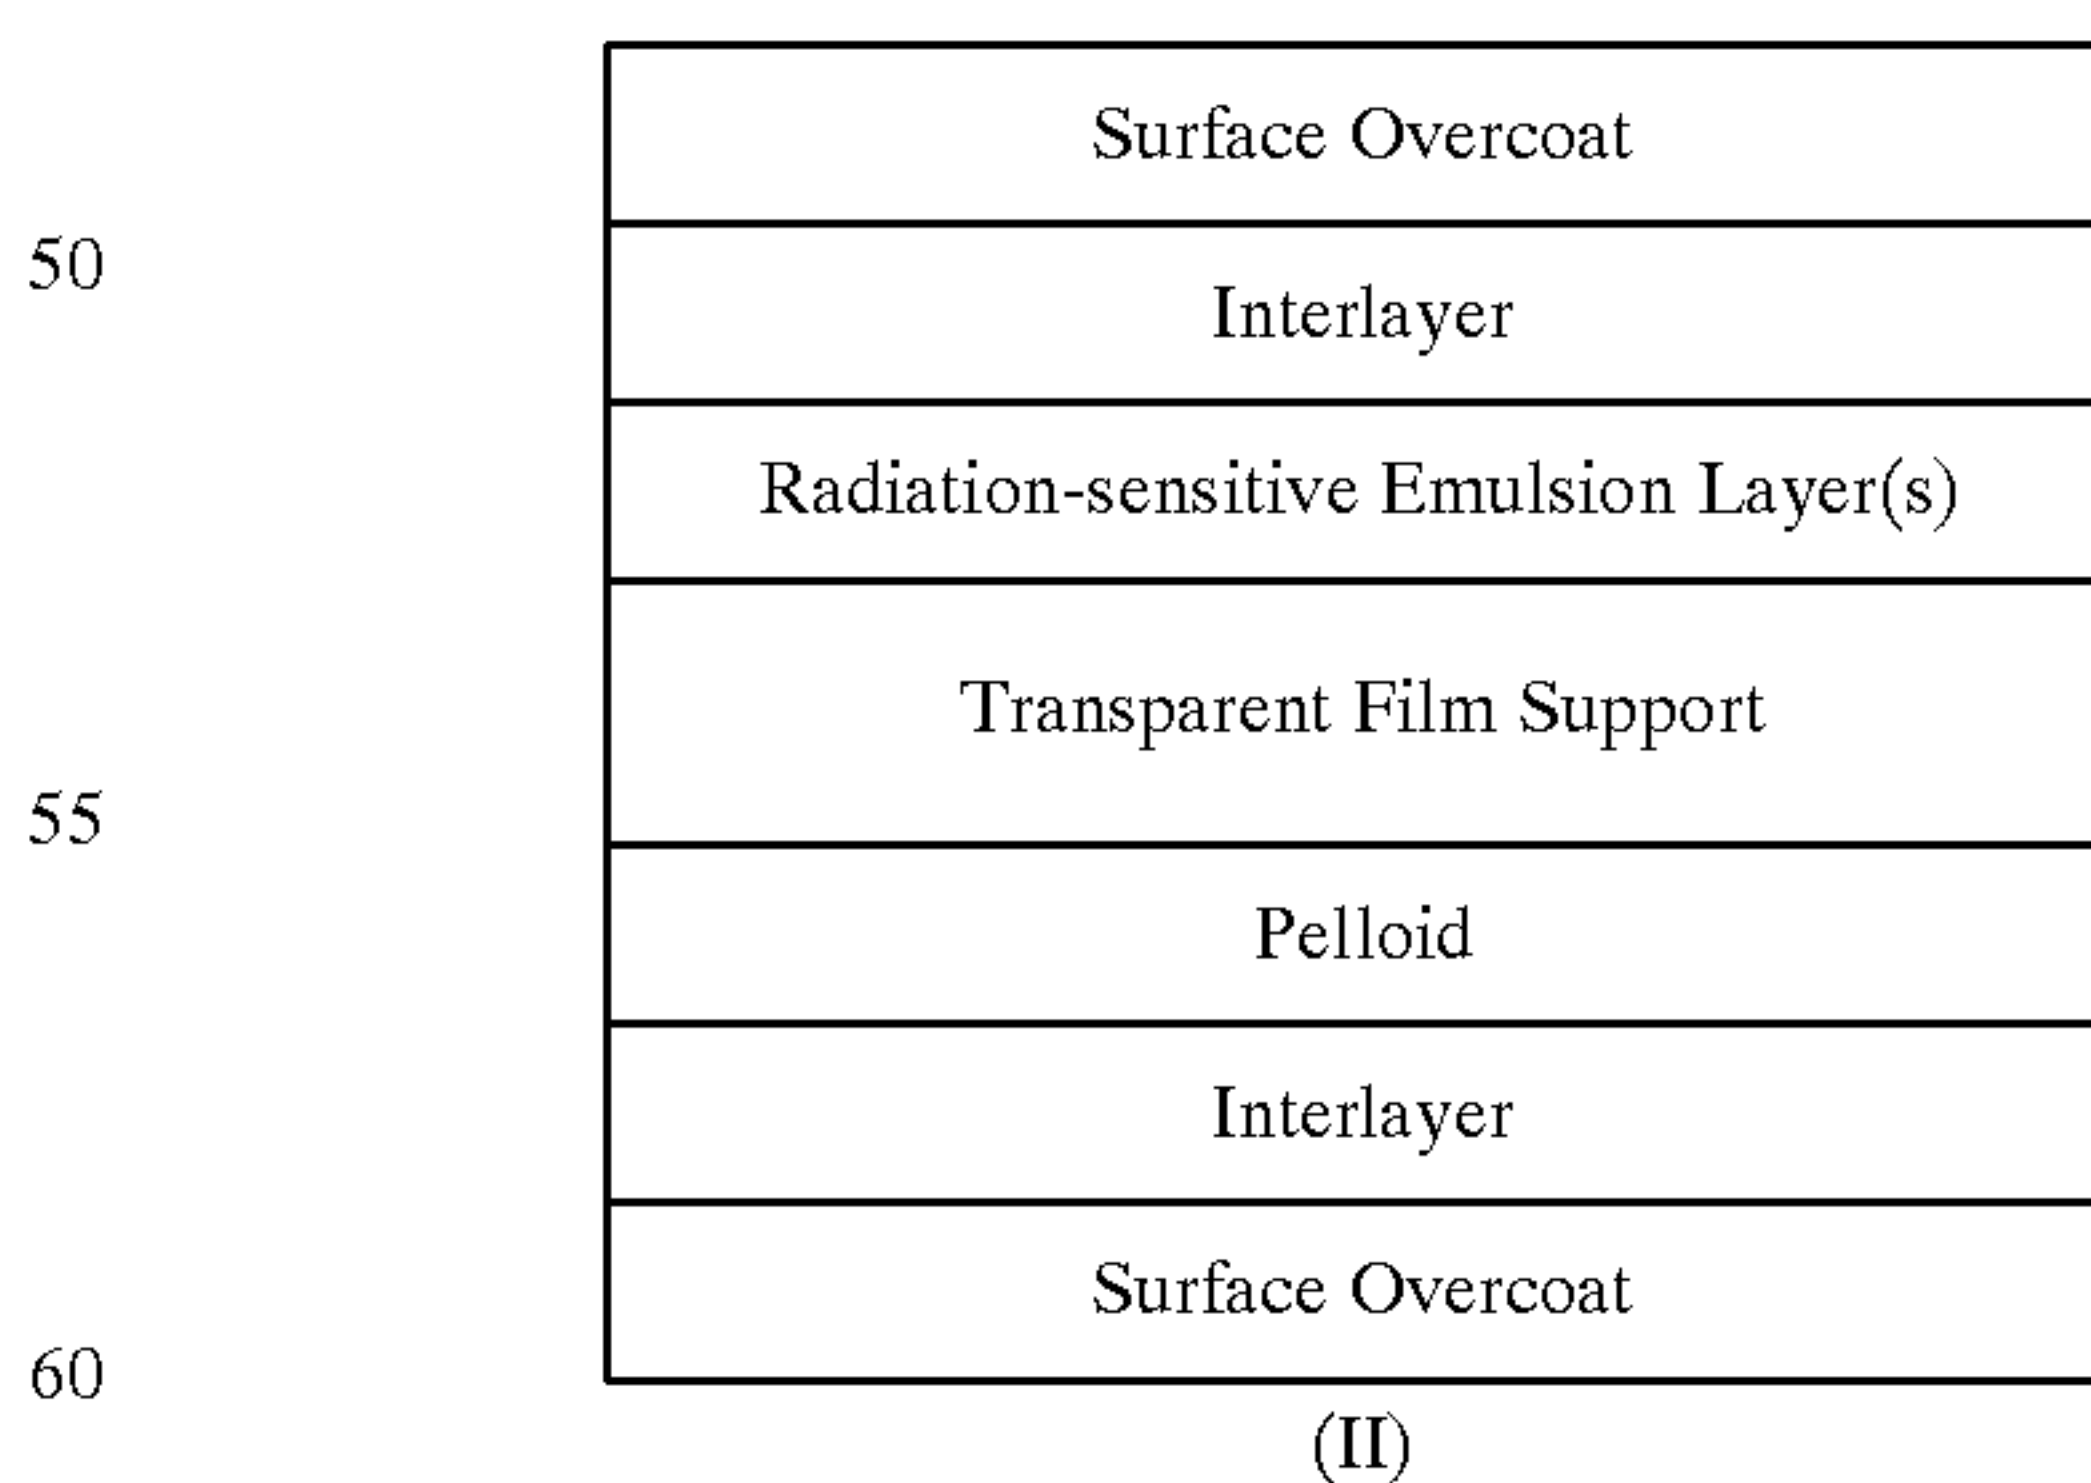 Surface Overcoat
50
Interlayer
Radiation-sensitive Emulsion Layer(s)
Transparent Film Support
55
Pelloid
Interlayer
Surface Overcoat
60
(II)